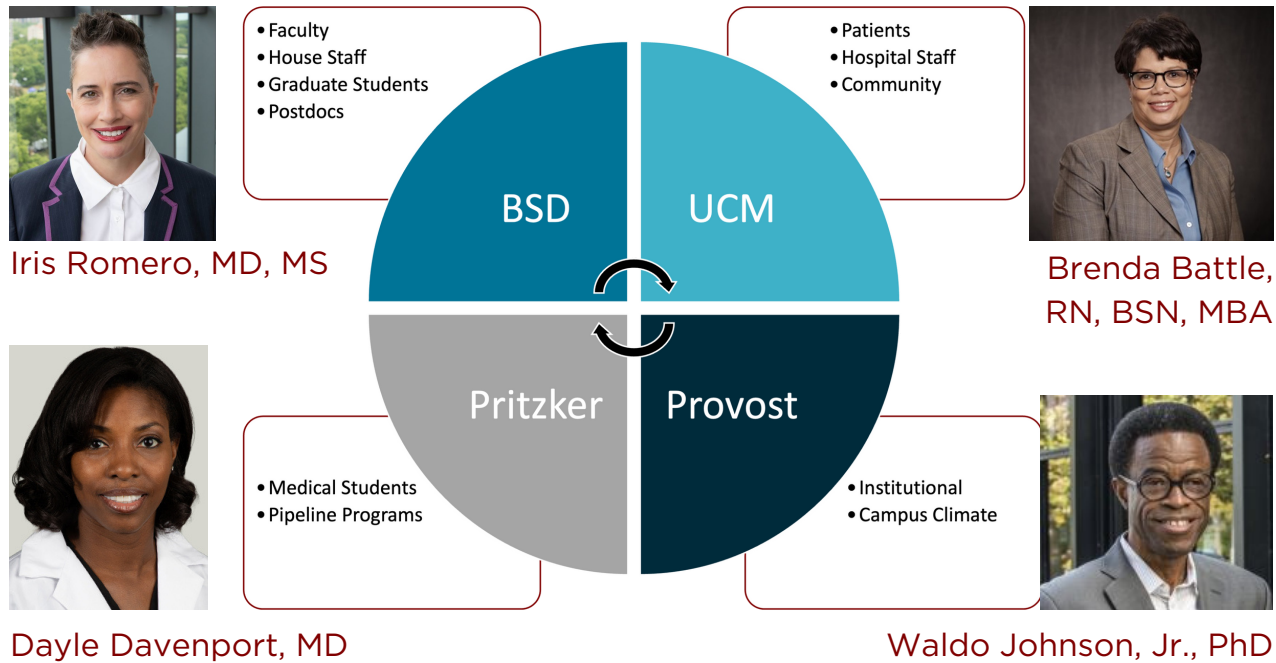 • Faculty
• House Staff
• Graduate Students
• Postdocs
• Patients
• Hospital Staff
• Community
BSD
UCM
Iris Romero, MD, MS
Brenda Battle,
RN, BSN, MBA
Pritzker
Provost
• Medical Students
• Pipeline Programs
• Institutional
• Campus Climate
Dayle Davenport, MD
Waldo Johnson, Jr., PhD